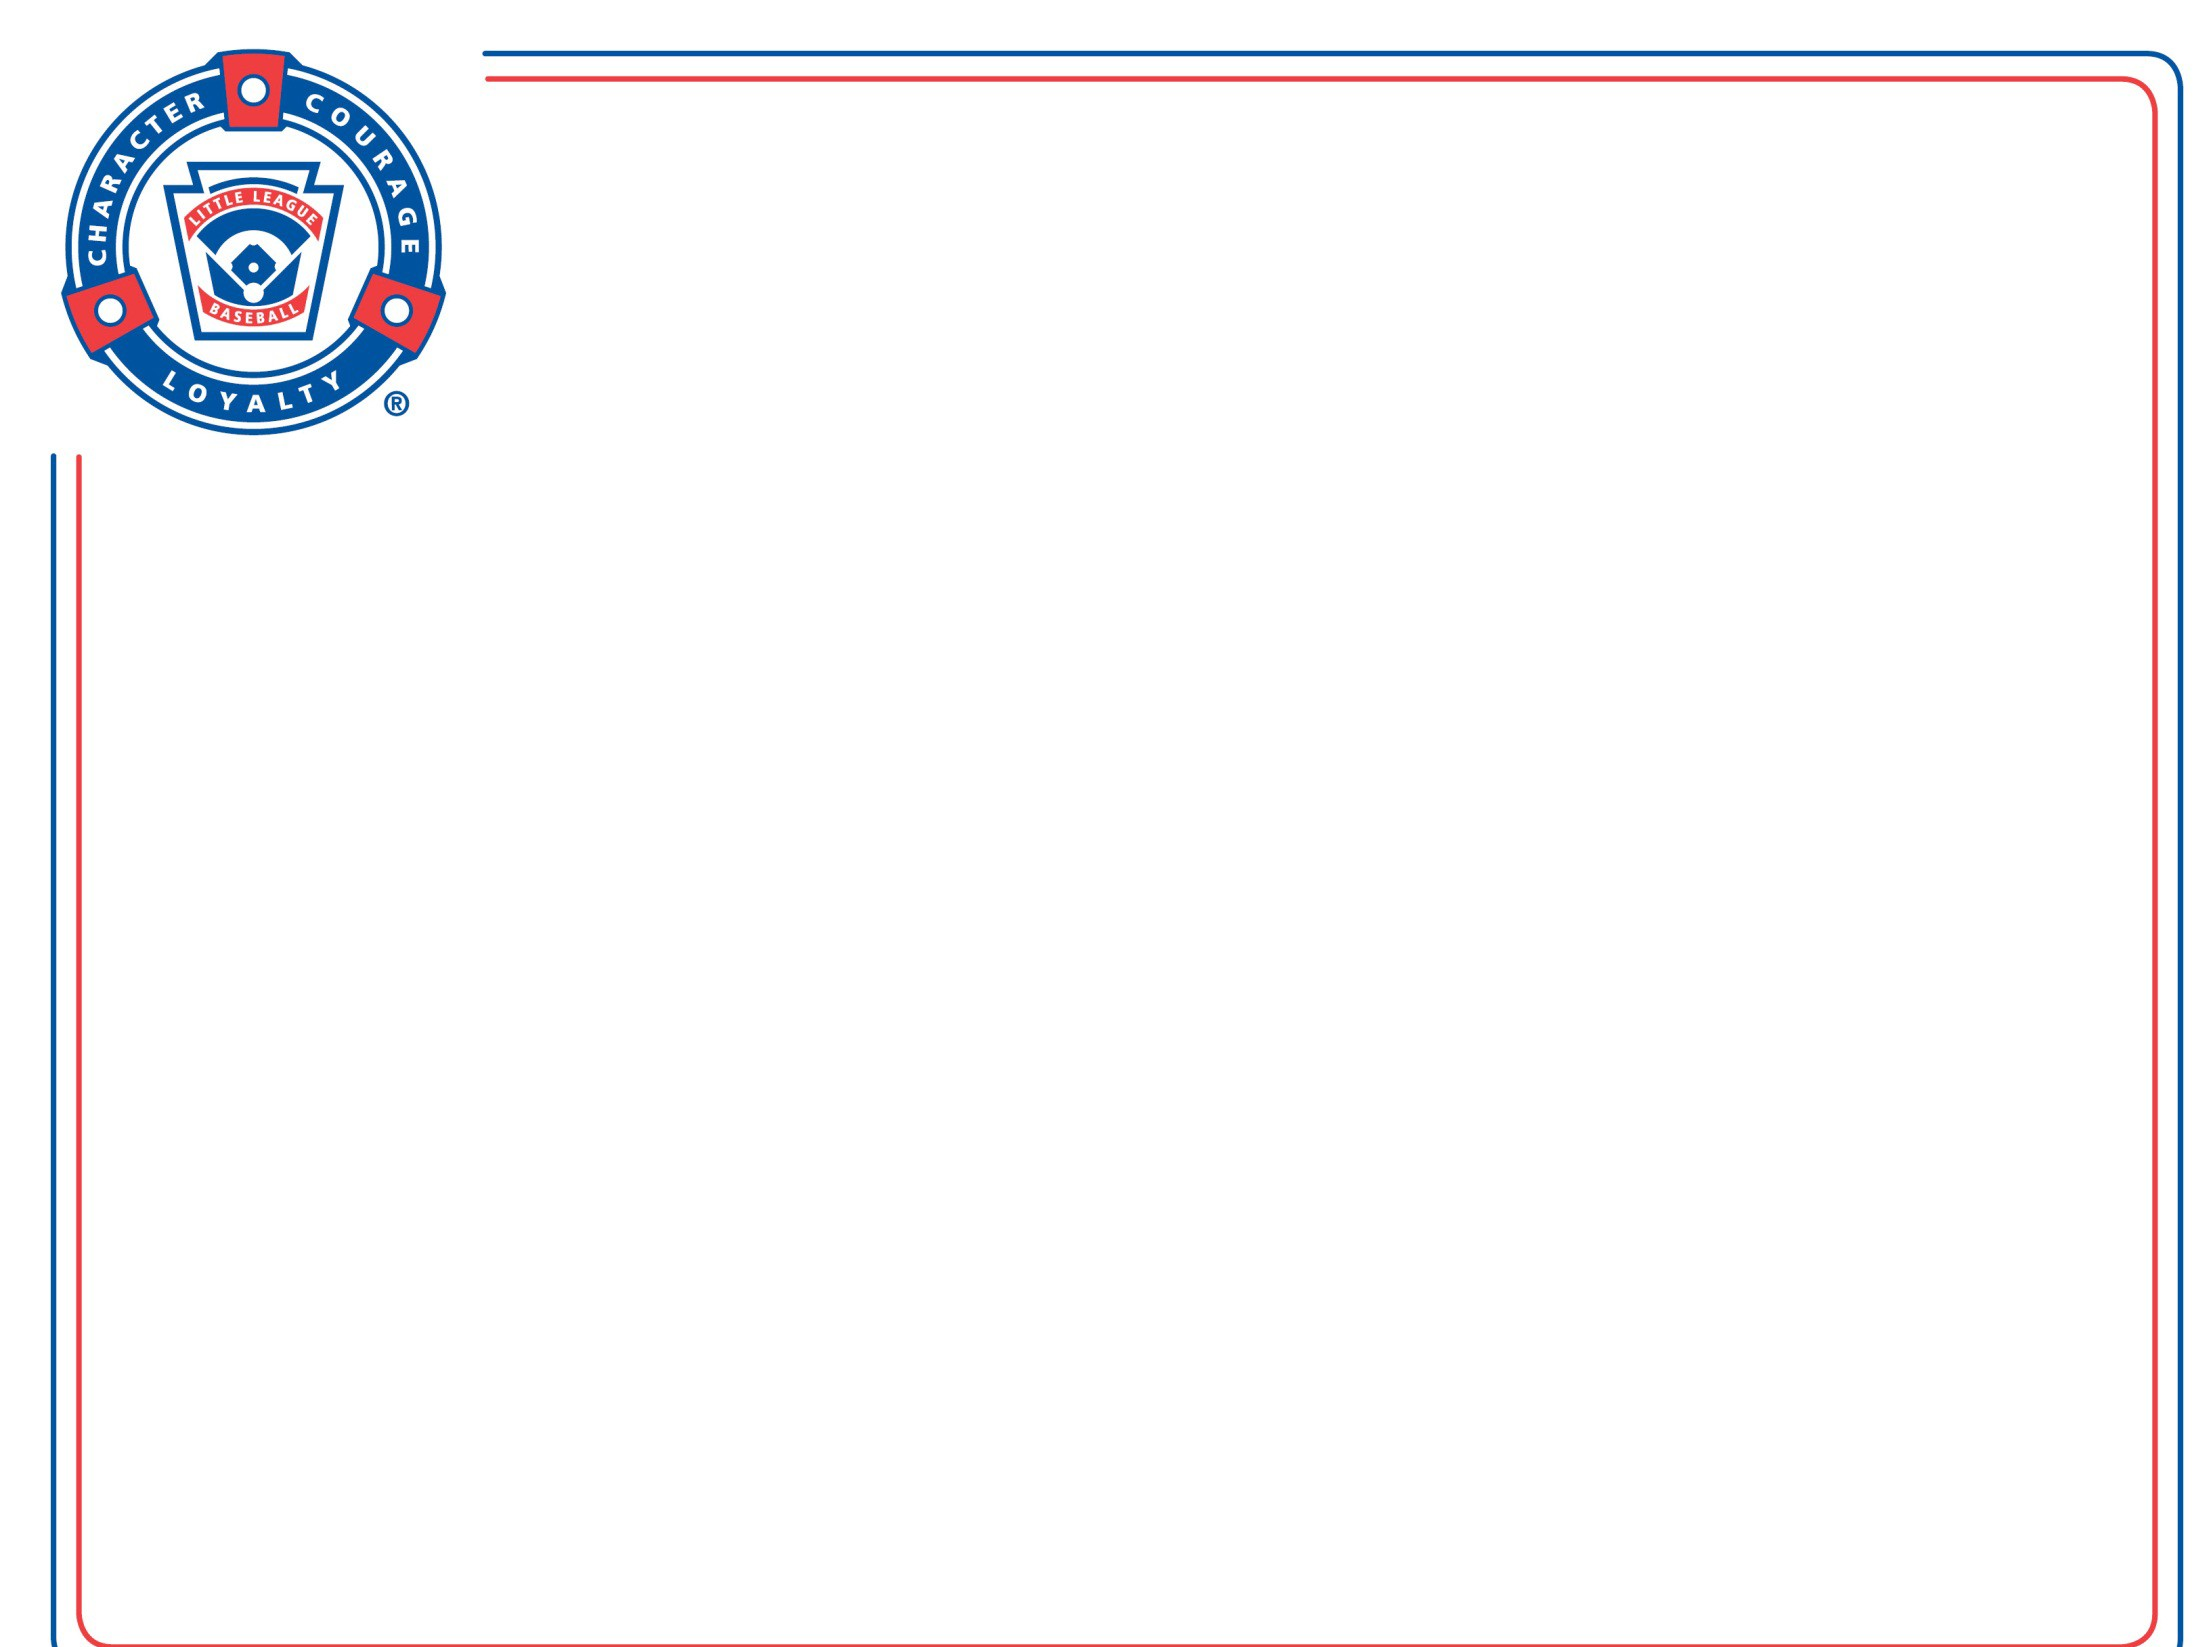 CHARACTER
COURAGE
LITTLE LEAGUE
BASEBALL
LOYALTY
®